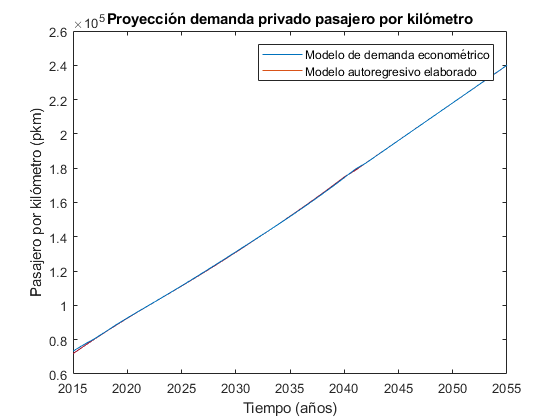 ×10^5
Proyección demanda privado pasajero por kilómetro
2.6
2.4
2.2
2
1.8
1.6
1.4
1.2
1
0.8
0.6
Pasajero por kilómetro (pkm)
Modelo de demanda econométrico
Modelo autoregresivo elaborado
2015 2020 2025 2030 2035 2040 2045 2050 2055
Tiempo (años)